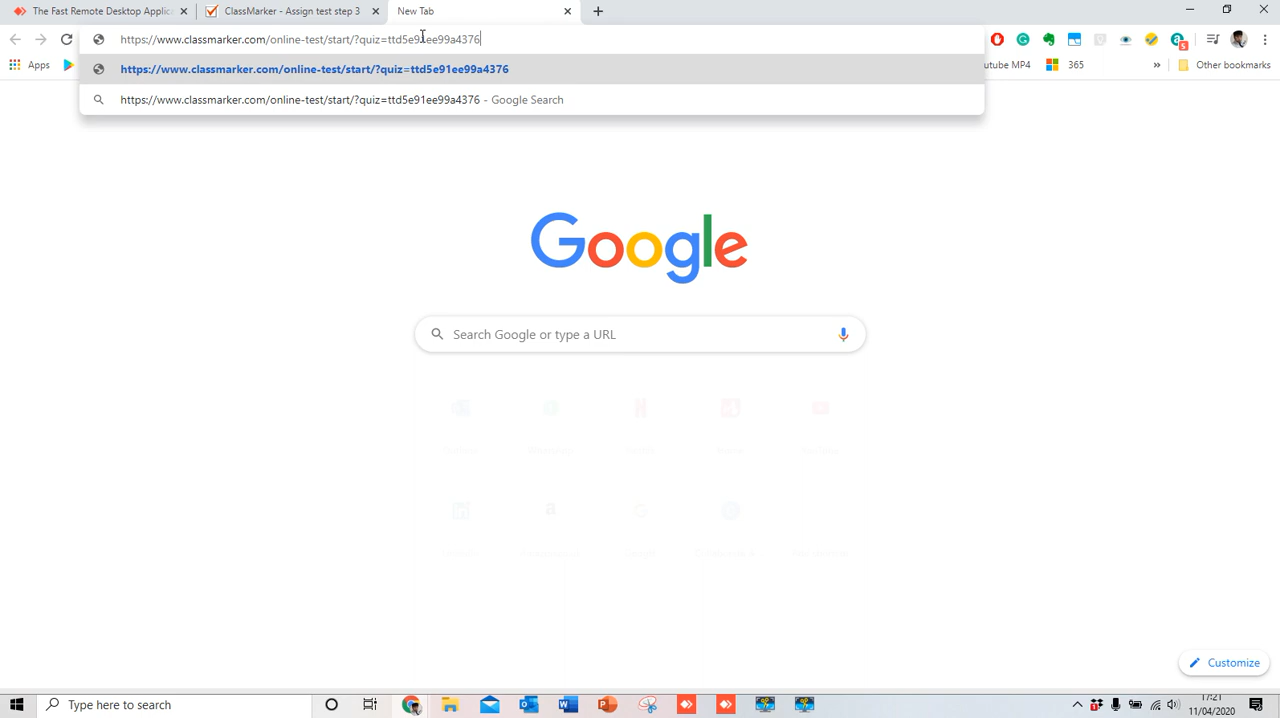 The Fast Remote Desktop Applic
ClassMarker - Assign test step 3
New Tab
https://www.classmarker.com/online-test/start/?quiz=ttd5e91ee99a4376
Apps
utube MP4
365
»
Other bookmarks
https://www.classmarker.com/online-test/start/?quiz=ttd5e91ee99a4376
https://www.classmarker.com/online-test/start/?quiz=ttd5e91ee99a4376 - Google Search
Google
Search Google or type a URL
Customize
Type here to search
17:21
11/04/2020